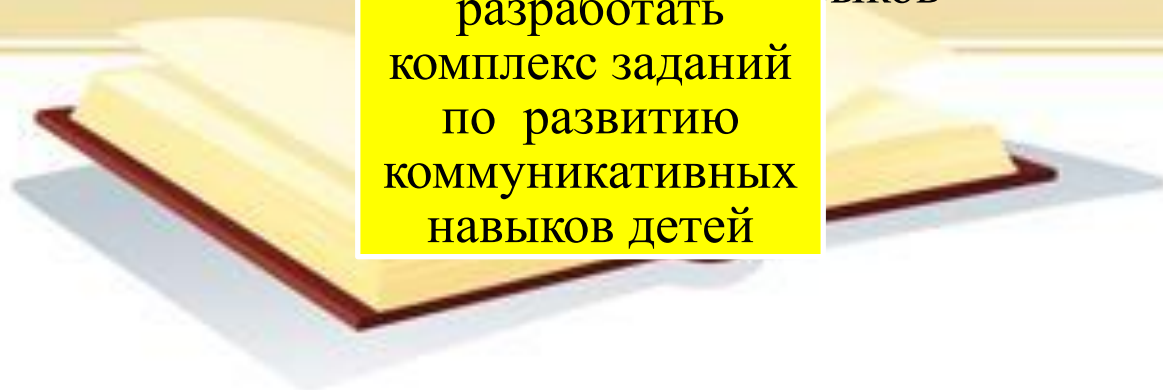 разработать
комплекс заданий
по развитию
коммуникативных
навыков детей